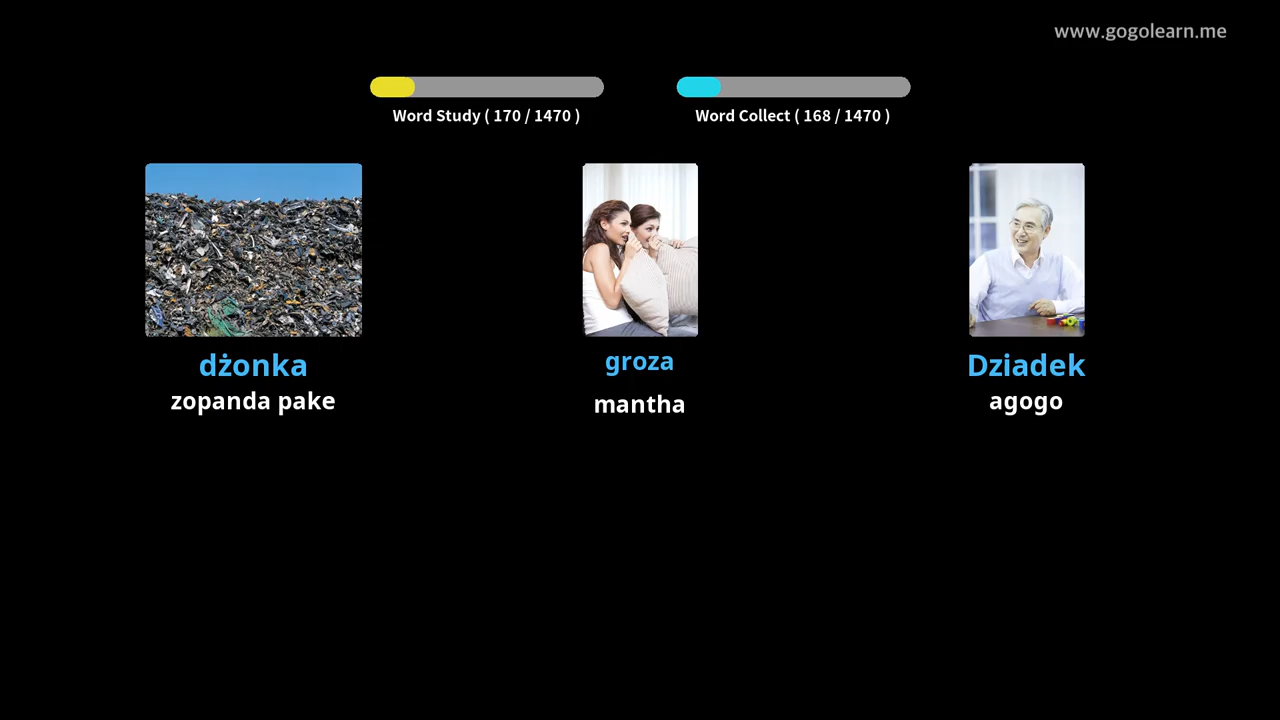 www.gogolearn.me
Word Study ( 170 / 1470 )
Word Collect ( 168 / 1470 )
dżonka
zopanda pake
groza
mantha
Dziadek
agogo